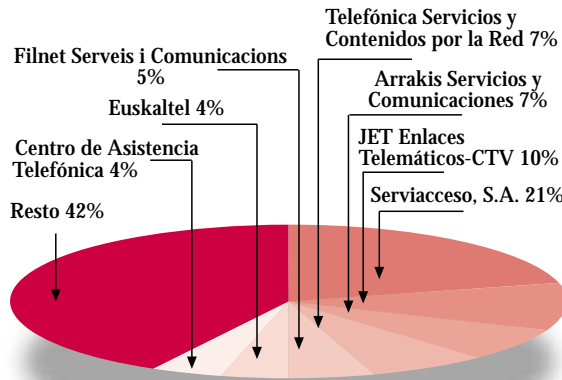 Telefónica Servicios y
Contenidos por la Red 7%
Filnet Serveis i Comunicacions
5%
Arrakis Servicios y
Comunicaciones 7%
Euskaltel 4%
JET Enlaces
Telemáticos-CTV 10%
Centro de Asistencia
Telefónica 4%
Serviacceso, S.A. 21%
Resto 42%